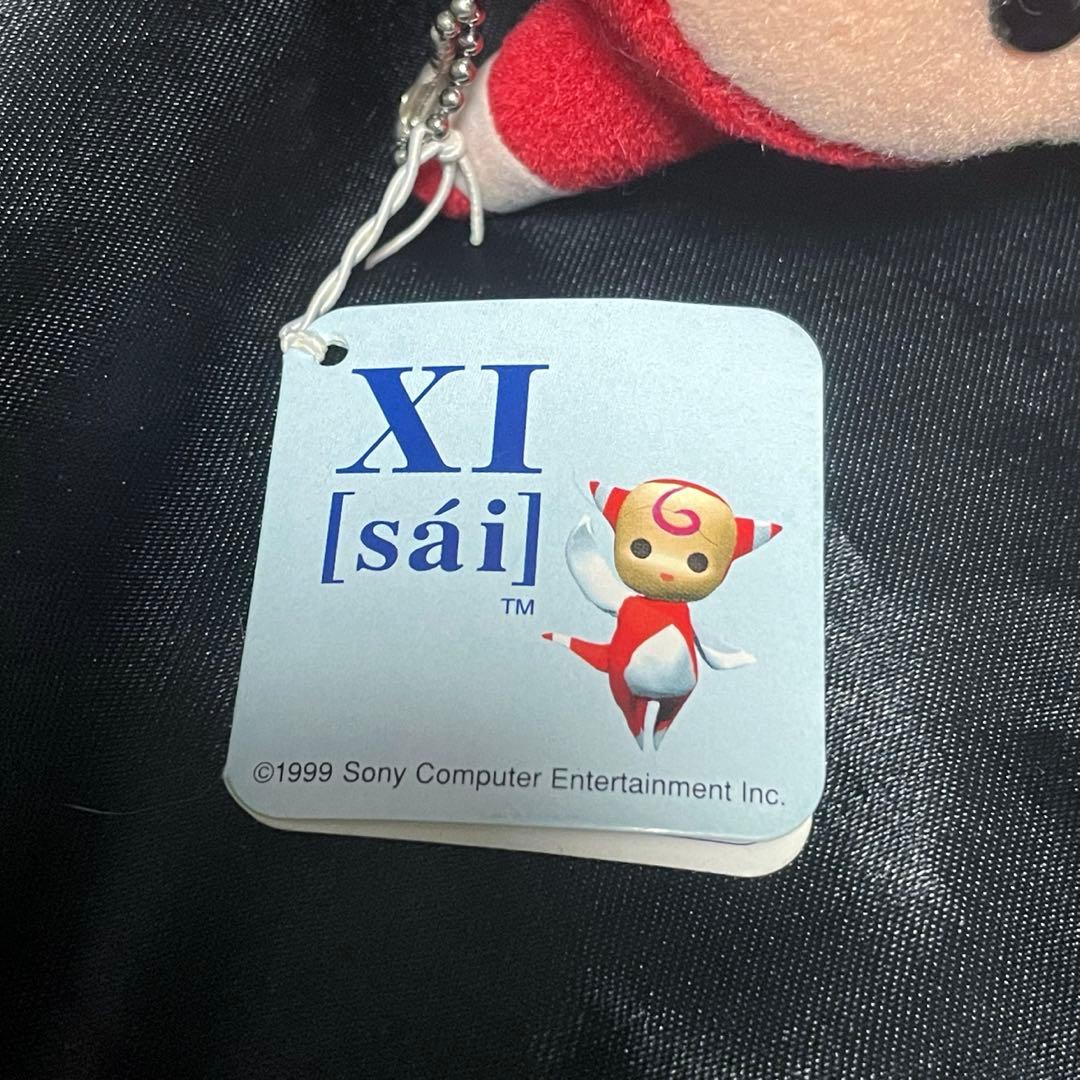 XI
[sái]
TM
©1999 Sony Computer Entertainment Inc.